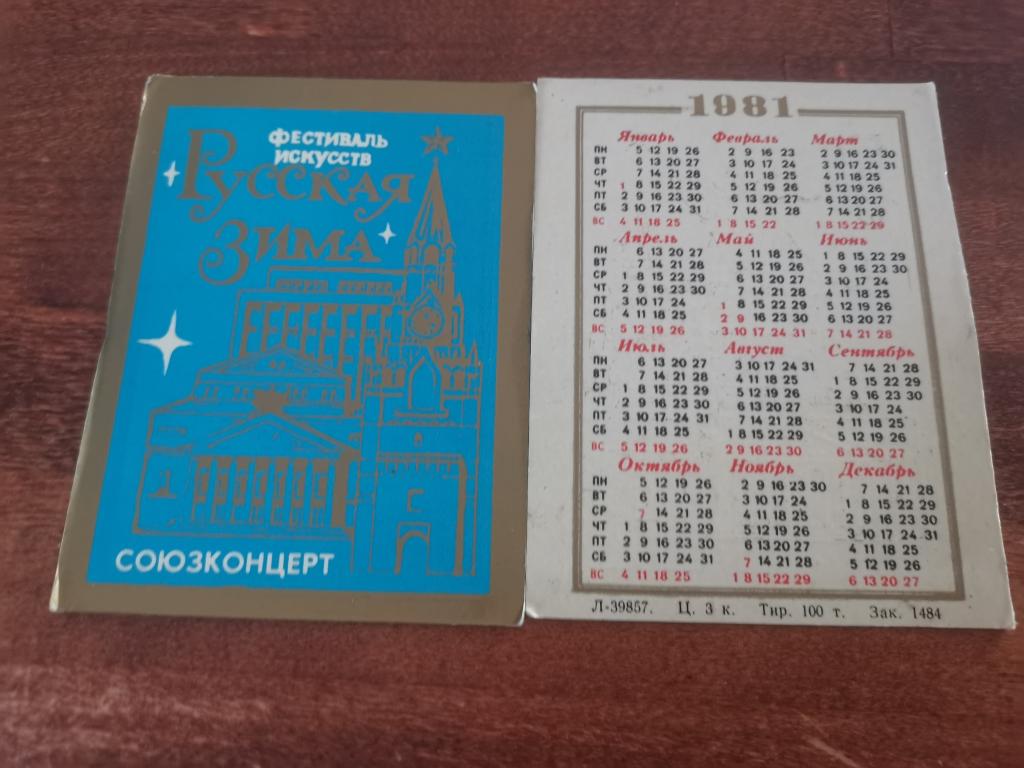 ФЕСТИВАЛЬ
ИСКУССТВ
РУССКАЯ
ЗИМА
СОЮЗКОНЦЕРТ
1981
Январь Февраль Март
ПН 5 12 19 26 2 9 16 23 2 9 16 23 30
ВТ 6 13 20 27 3 10 17 24 3 10 17 24 31
СР 7 14 21 28 4 11 18 25 4 11 18 25
ЧТ 1 8 15 22 29 5 12 19 26 5 12 19 26
ПТ 2 9 16 23 30 6 13 20 27 6 13 20 27
СБ 3 10 17 24 31 7 14 21 28 7 14 21 28
ВС 4 11 18 25 1 8 15 22 1 8 15 22 29
Апрель Май Июнь
ПН 6 13 20 27 4 11 18 25 1 8 15 22 29
ВТ 7 14 21 28 5 12 19 26 2 9 16 23 30
СР 1 8 15 22 29 6 13 20 27 3 10 17 24
ЧТ 2 9 16 23 30 7 14 21 28 4 11 18 25
ПТ 3 10 17 24 1 8 15 22 29 5 12 19 26
СБ 4 11 18 25 2 9 16 23 30 6 13 20 27
ВС 5 12 19 26 3 10 17 24 31 7 14 21 28
Июль Август Сентябрь
ПН 6 13 20 27 3 10 17 24 31 7 14 21 28
ВТ 7 14 21 28 4 11 18 25 1 8 15 22 29
СР 1 8 15 22 29 5 12 19 26 2 9 16 23 30
ЧТ 2 9 16 23 30 6 13 20 27 3 10 17 24
ПТ 3 10 17 24 31 7 14 21 28 4 11 18 25
СБ 4 11 18 25 1 8 15 22 29 5 12 19 26
ВС 5 12 19 26 2 9 16 23 30 6 13 20 27
Октябрь Ноябрь Декабрь
ПН 5 12 19 26 2 9 16 23 30 7 14 21 28
ВТ 6 13 20 27 3 10 17 24 1 8 15 22 29
СР 7 14 21 28 4 11 18 25 2 9 16 23 30
ЧТ 1 8 15 22 29 5 12 19 26 3 10 17 24 31
ПТ 2 9 16 23 30 6 13 20 27 4 11 18 25
СБ 3 10 17 24 31 7 14 21 28 5 12 19 26
ВС 4 11 18 25 1 8 15 22 29 6 13 20 27
Л-39857. Ц. 3 к. Тир. 100 т. Зак. 1484